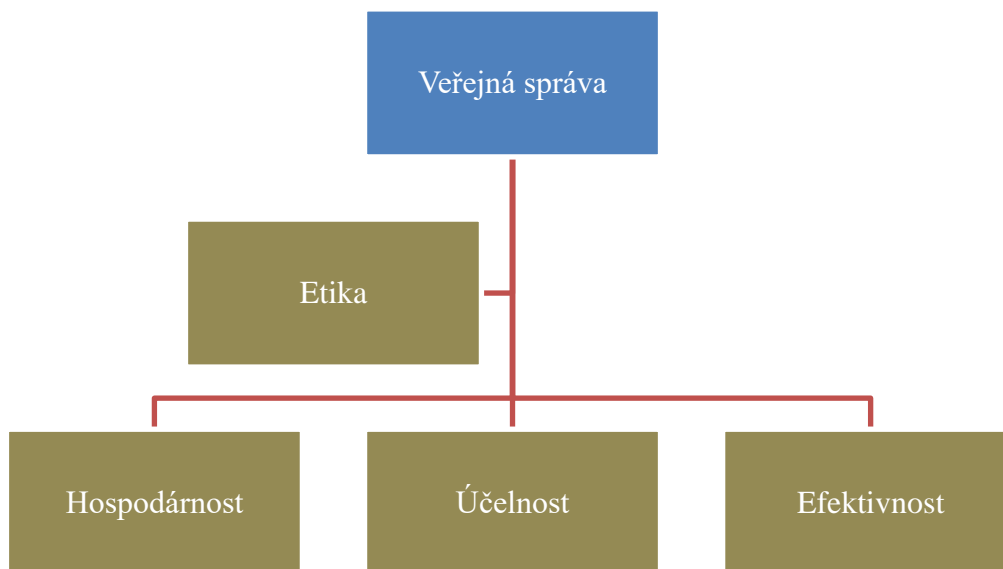 Veřejná správa
Etika
Hospodárnost
Účelnost
Efektivnost